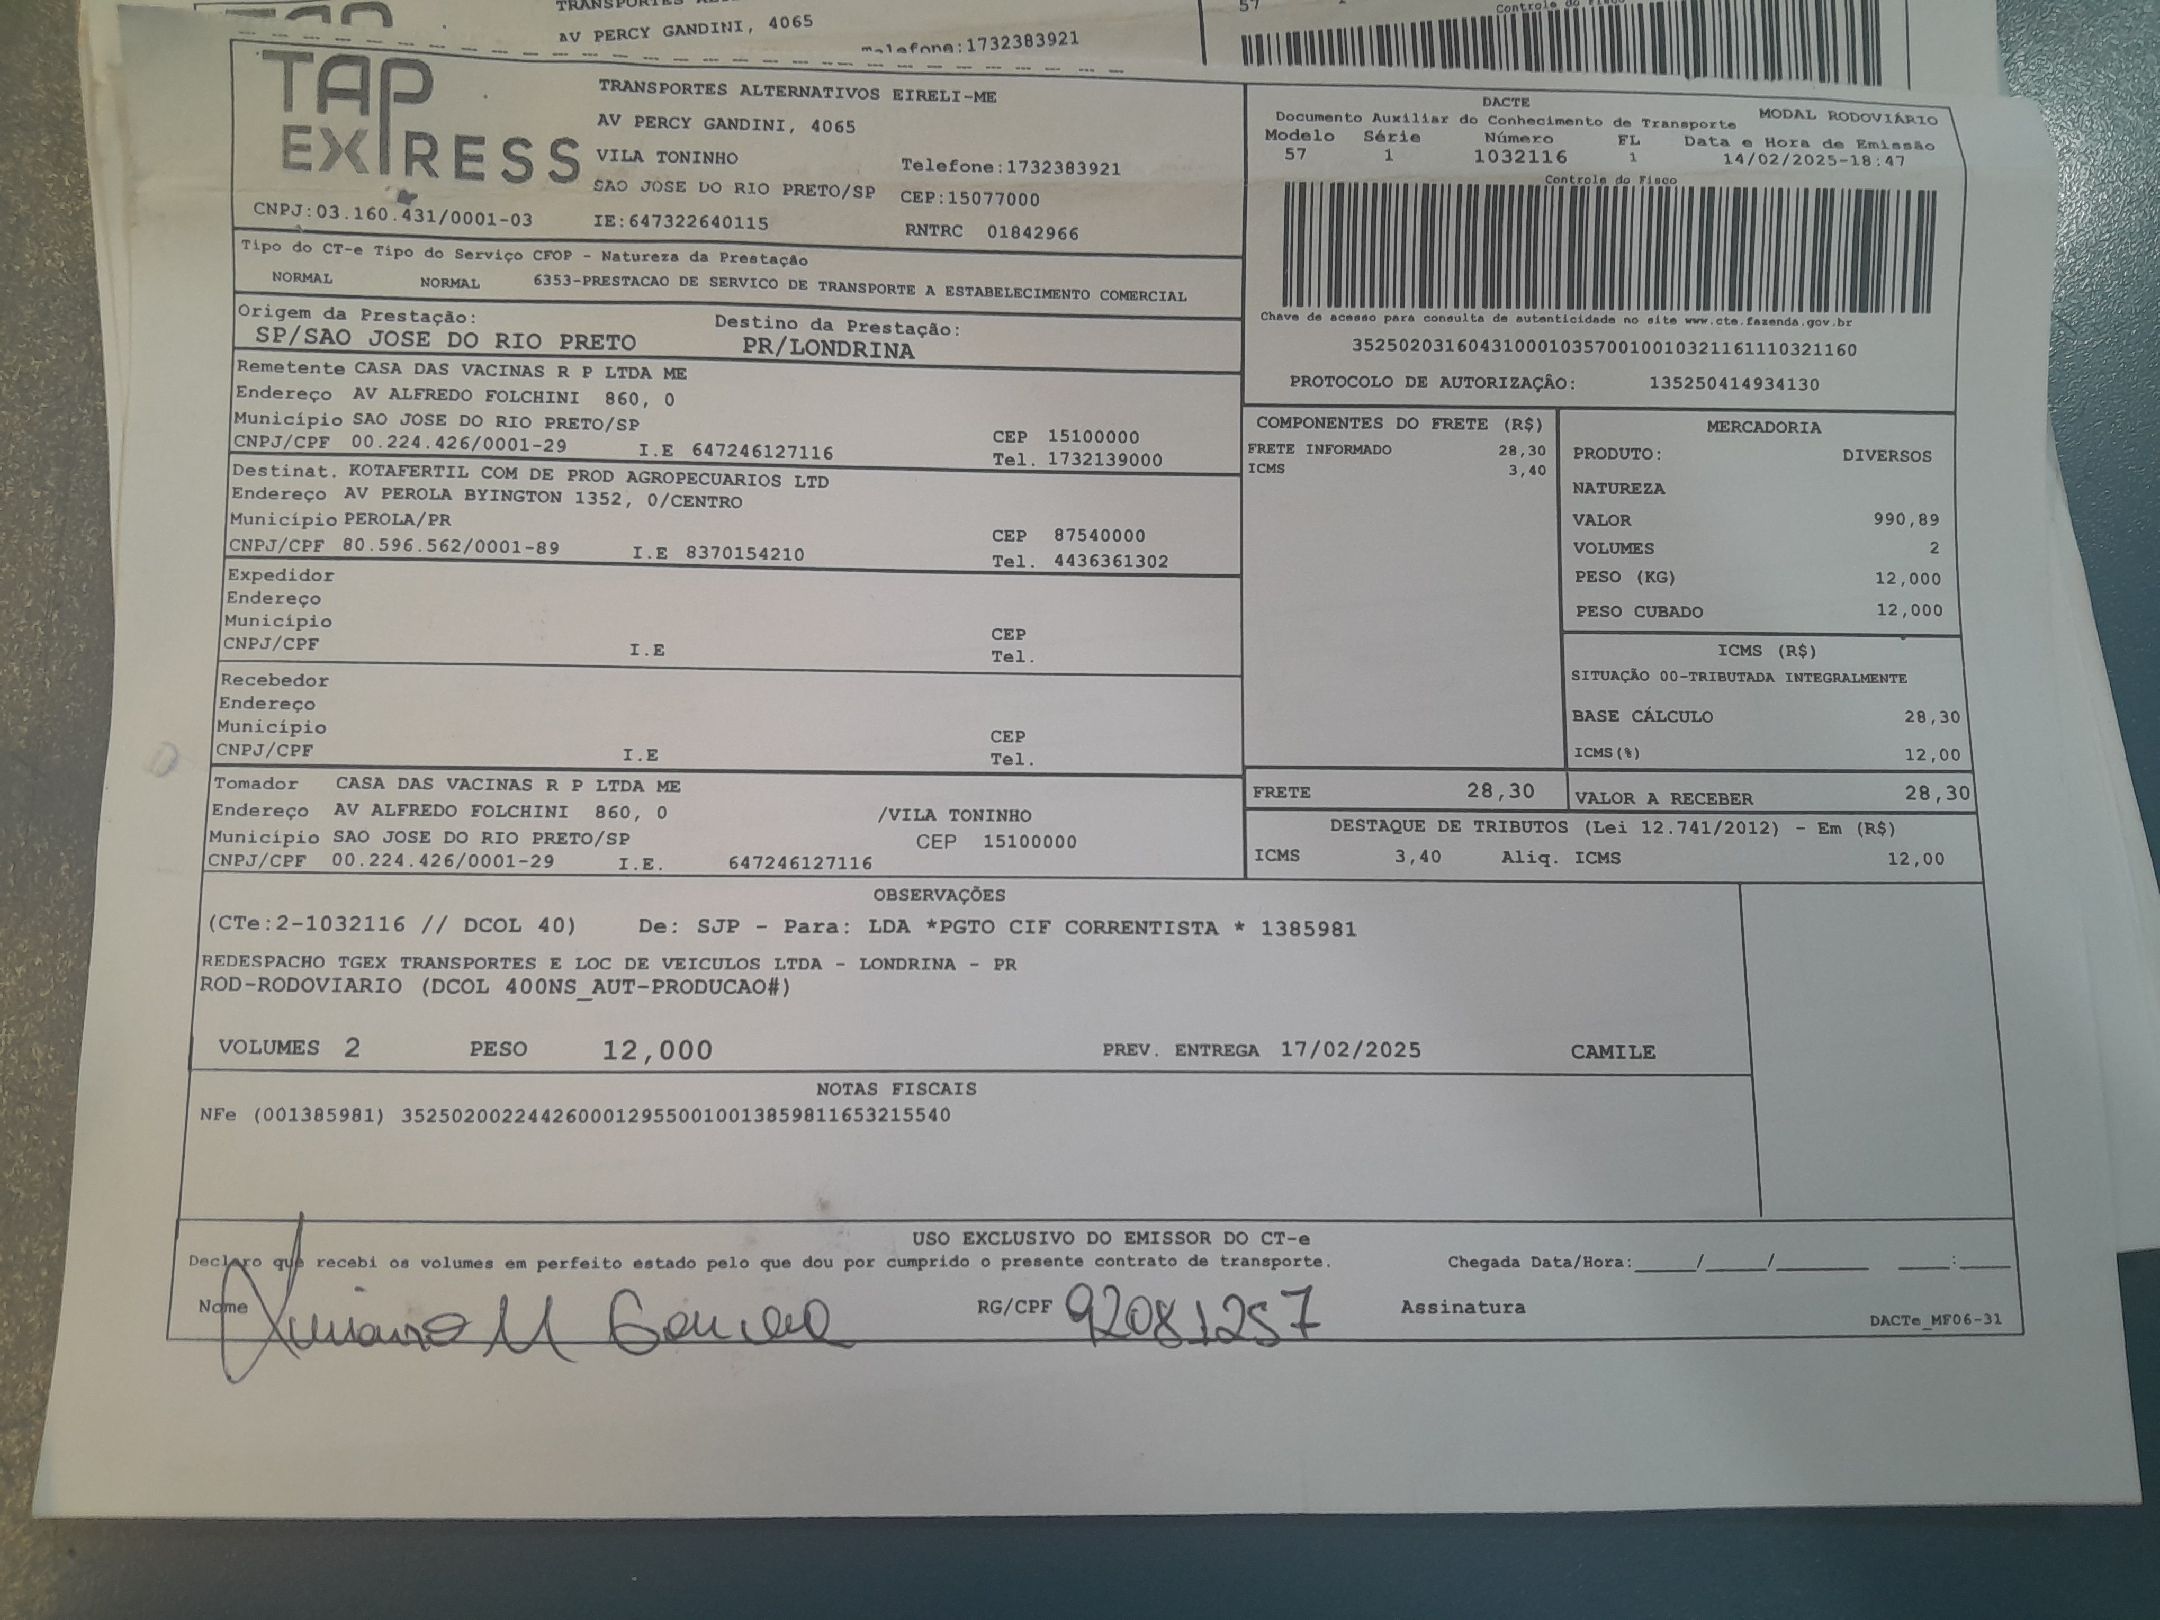 TRANSPORTES
AV PERCY GANDINI, 4065
Telefone:1732383921
57
Controle do Fisco
TAP EXPRESS
TRANSPORTES ALTERNATIVOS EIRELI-ME
AV PERCY GANDINI, 4065
VILA TONINHO
Telefone:1732383921
SAO JOSE DO RIO PRETO/SP CEP:15077000
CNPJ:03.160.431/0001-03 IE:647322640115 RNTRC 01842966
DACTE
Documento Auxiliar do Conhecimento de Transporte MODAL RODOVIÁRIO
Modelo Série Número FL Data e Hora de Emissão
57 1 1032116 1 14/02/2025-18:47
Controle do Fisco
Chave de acesso para consulta de autenticidade no site www.cte.fazenda.gov.br
35250203160431000103570010010321161110321160
PROTOCOLO DE AUTORIZAÇÃO: 135250414934130
Tipo do CT-e Tipo do Serviço CFOP - Natureza da Prestação
NORMAL NORMAL 6353-PRESTACAO DE SERVICO DE TRANSPORTE A ESTABELECIMENTO COMERCIAL
Origem da Prestação: Destino da Prestação:
SP/SAO JOSE DO RIO PRETO PR/LONDRINA
Remetente CASA DAS VACINAS R P LTDA ME
Endereço AV ALFREDO FOLCHINI 860, 0
Município SAO JOSE DO RIO PRETO/SP CEP 15100000
CNPJ/CPF 00.224.426/0001-29 I.E 647246127116 Tel. 1732139000
Destinat. KOTAFERTIL COM DE PROD AGROPECUARIOS LTD
Endereço AV PEROLA BYINGTON 1352, 0/CENTRO
Município PEROLA/PR CEP 87540000
CNPJ/CPF 80.596.562/0001-89 I.E 8370154210 Tel. 4436361302
Expedidor
Endereço
Município CEP
CNPJ/CPF I.E Tel.
Recebedor
Endereço
Município CEP
CNPJ/CPF I.E Tel.
Tomador CASA DAS VACINAS R P LTDA ME
Endereço AV ALFREDO FOLCHINI 860, 0 /VILA TONINHO
Município SAO JOSE DO RIO PRETO/SP CEP 15100000
CNPJ/CPF 00.224.426/0001-29 I.E. 647246127116
COMPONENTES DO FRETE (R$)
FRETE INFORMADO 28,30
ICMS 3,40
MERCADORIA
PRODUTO: DIVERSOS
NATUREZA
VALOR 990,89
VOLUMES 2
PESO (KG) 12,000
PESO CUBADO 12,000
ICMS (R$)
SITUAÇÃO 00-TRIBUTADA INTEGRALMENTE
BASE CÁLCULO 28,30
ICMS(%) 12,00
FRETE 28,30 VALOR A RECEBER 28,30
DESTAQUE DE TRIBUTOS (Lei 12.741/2012) - Em (R$)
ICMS 3,40 Aliq. ICMS 12,00
OBSERVAÇÕES
(CTe:2-1032116 // DCOL 40) De: SJP - Para: LDA *PGTO CIF CORRENTISTA * 1385981
REDESPACHO TGEX TRANSPORTES E LOC DE VEICULOS LTDA - LONDRINA - PR
ROD-RODOVIARIO (DCOL 400NS_AUT-PRODUCAO#)
VOLUMES 2 PESO 12,000 PREV. ENTREGA 17/02/2025 CAMILE
NOTAS FISCAIS
NFe (001385981) 35250200224426000129550010013859811653215540
USO EXCLUSIVO DO EMISSOR DO CT-e
Declaro que recebi os volumes em perfeito estado pelo que dou por cumprido o presente contrato de transporte. Chegada Data/Hora:_____/_____/_______ ____:____
Nome M RG/CPF 92081257 Assinatura
DACTe_MF06-31